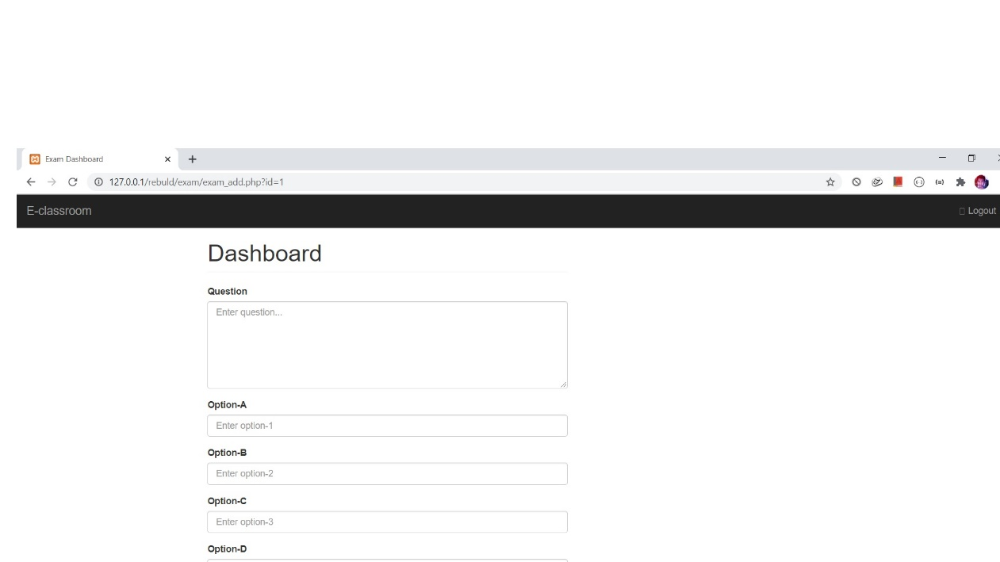 Exam Dashboard
127.0.0.1/rebuld/exam/exam_add.php?id=1
E-classroom
Logout
Dashboard
Question
Enter question...
Option-A
Enter option-1
Option-B
Enter option-2
Option-C
Enter option-3
Option-D